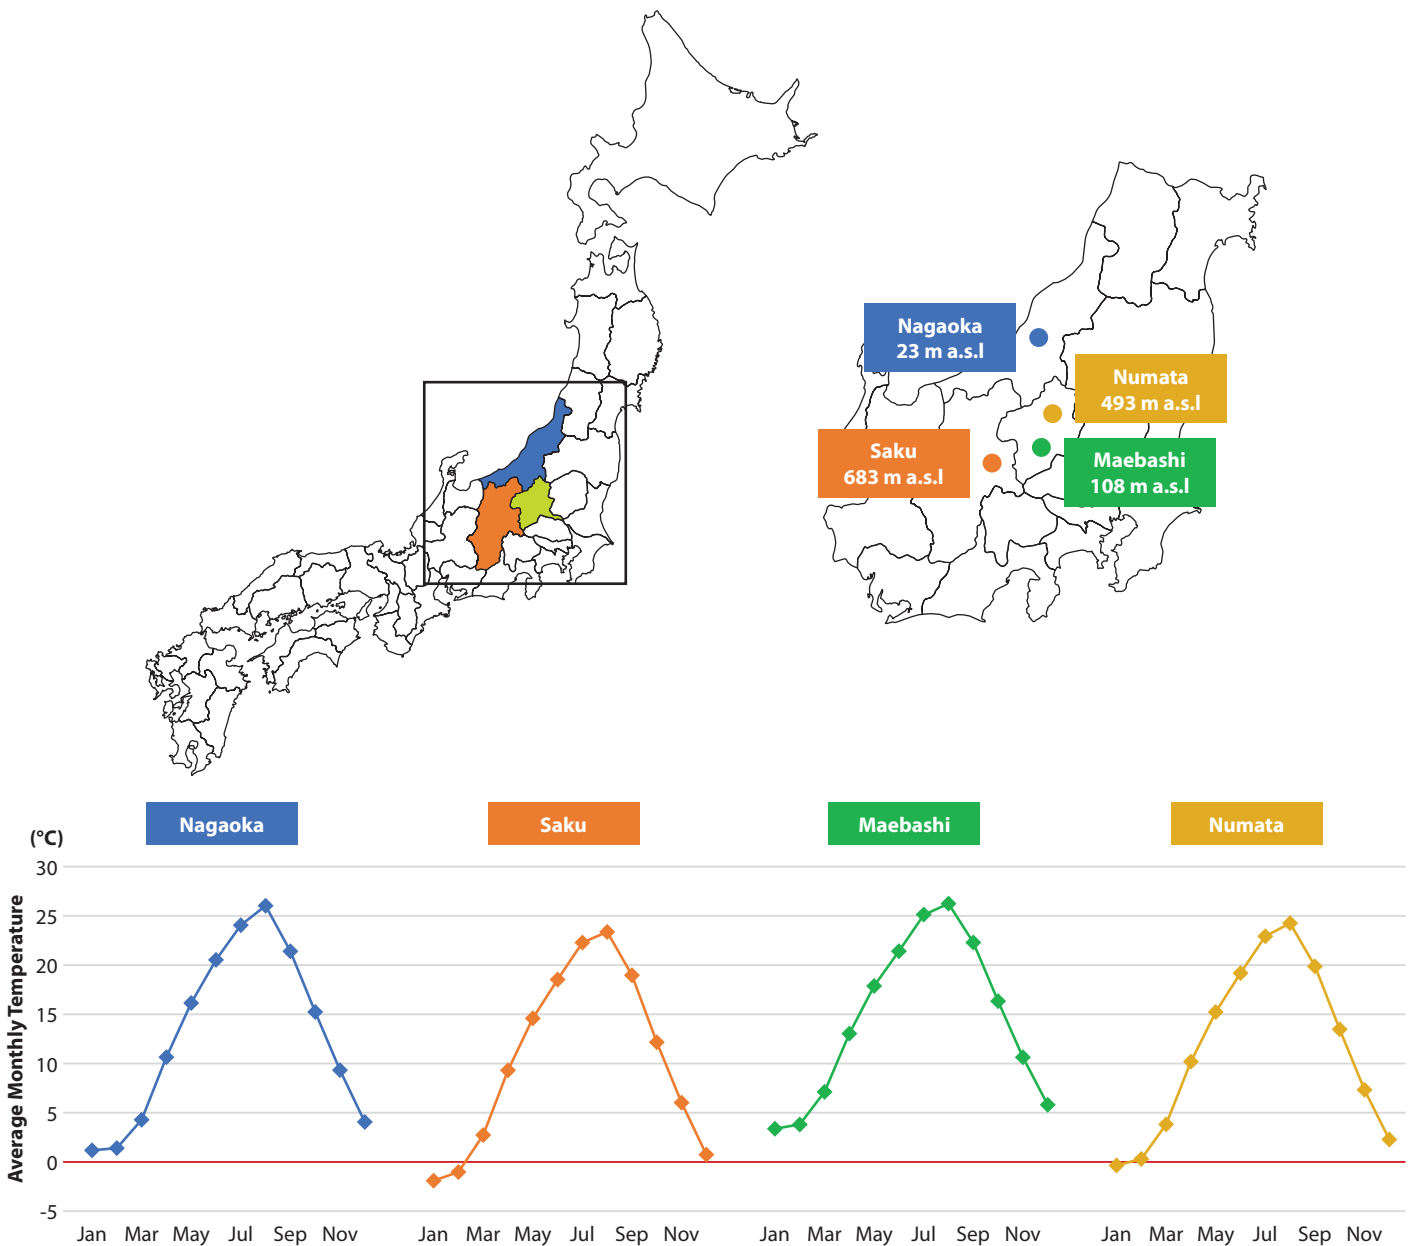 Nagaoka
23 m a.s.l
Numata
493 m a.s.l
Saku
683 m a.s.l
Maebashi
108 m a.s.l
Nagaoka
Saku
Maebashi
Numata
(°C)
Average Monthly Temperature
30
25
20
15
10
5
0
-5
Jan Mar May Jul Sep Nov
Jan Mar May Jul Sep Nov
Jan Mar May Jul Sep Nov
Jan Mar May Jul Sep Nov